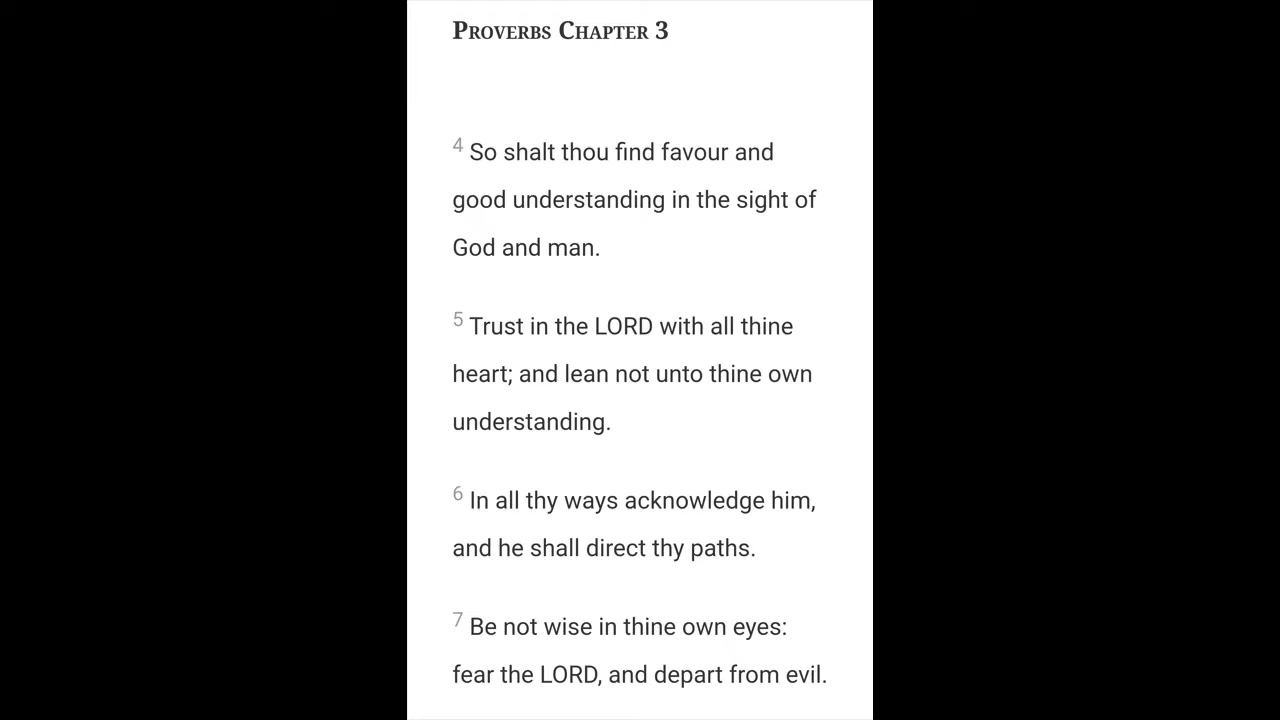 Proverbs Chapter 3
4 So shalt thou find favour and
good understanding in the sight of
God and man.
5 Trust in the LORD with all thine
heart; and lean not unto thine own
understanding.
6 In all thy ways acknowledge him,
and he shall direct thy paths.
7 Be not wise in thine own eyes:
fear the LORD, and depart from evil.